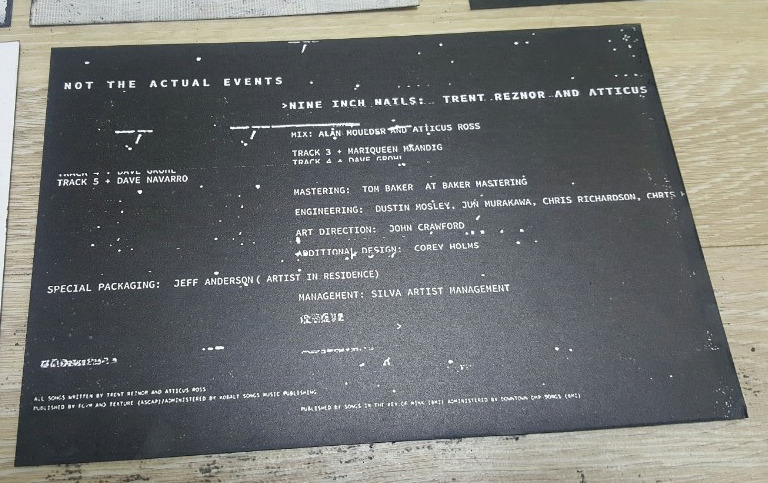 NOT THE ACTUAL EVENTS
>NINE INCH NAILS: TRENT REZNOR AND ATTICUS
MIX: ALAN MOULDER AND ATTICUS ROSS
TRACK 3 + MARIQUEEN MAANDIG
TRACK 4 + DAVE GROHL
TRACK 4 + DAVE GROHL
TRACK 5 + DAVE NAVARRO
MASTERING: TOM BAKER AT BAKER MASTERING
ENGINEERING: DUSTIN MOSLEY, JUN MURAKAWA, CHRIS RICHARDSON, CHRIS
ART DIRECTION: JOHN CRAWFORD
ADDITIONAL DESIGN: COREY HOLMS
SPECIAL PACKAGING: JEFF ANDERSON( ARTIST IN RESIDENCE)
MANAGEMENT: SILVA ARTIST MANAGEMENT
>
ALL SONGS WRITTEN BY TRENT REZNOR AND ATTICUS ROSS
PUBLISHED BY FORM AND TEXTURE (ASCAP)/ADMINISTERED BY KOBALT SONGS MUSIC PUBLISHING
PUBLISHED BY SONGS IN THE KEY OF MINK (BMI) ADMINISTERED BY DOWNTOWN DMP SONGS (BMI)